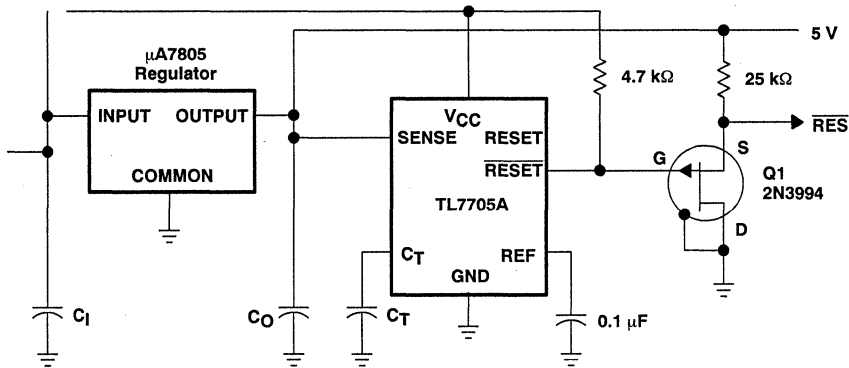 5 V
μA7805
Regulator
4.7 kΩ
25 kΩ
INPUT
OUTPUT
COMMON
VCC
SENSE
RESET
RESET
TL7705A
CT
REF
GND
RES
G
S
Q1
2N3994
D
CI
CO
CT
0.1 μF